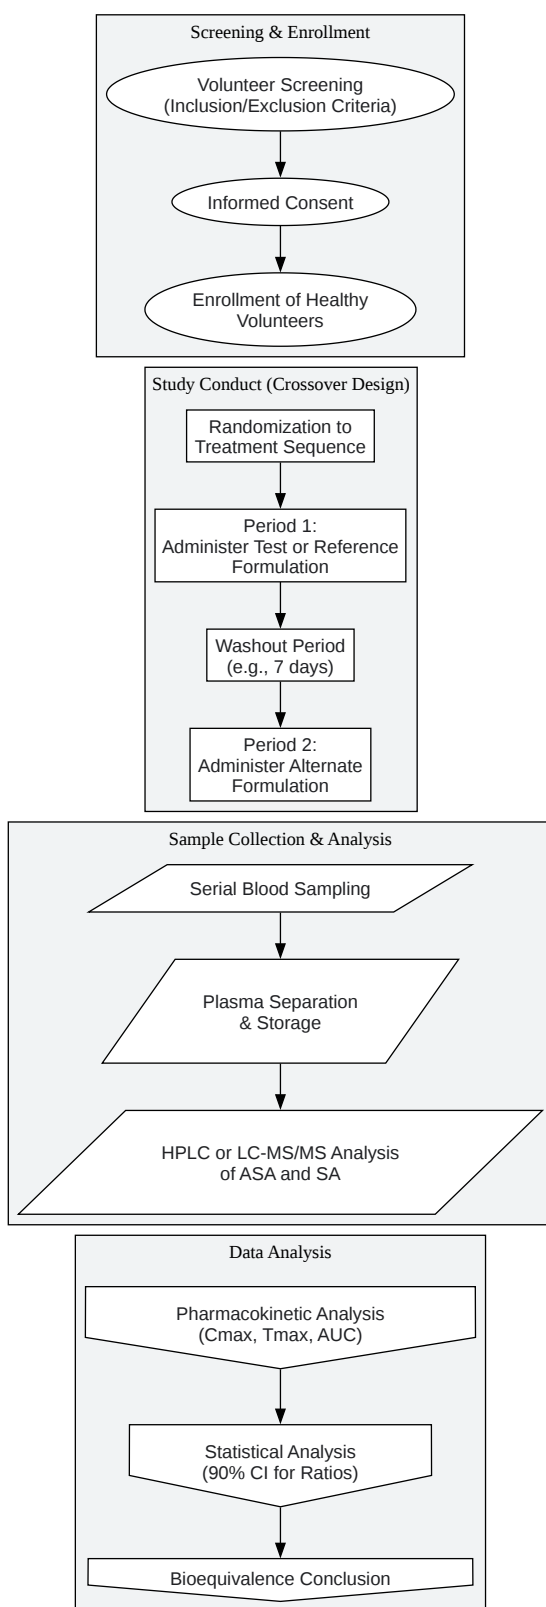 Screening & Enrollment
Volunteer Screening
(Inclusion/Exclusion Criteria)
Informed Consent
Enrollment of Healthy
Volunteers
Study Conduct (Crossover Design)
Randomization to
Treatment Sequence
Period 1:
Administer Test or Reference
Formulation
Washout Period
(e.g., 7 days)
Period 2:
Administer Alternate
Formulation
Sample Collection & Analysis
Serial Blood Sampling
Plasma Separation
& Storage
HPLC or LC-MS/MS Analysis
of ASA and SA
Data Analysis
Pharmacokinetic Analysis
(Cmax, Tmax, AUC)
Statistical Analysis
(90% CI for Ratios)
Bioequivalence Conclusion